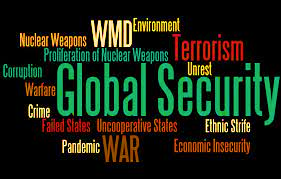 Environment
Nuclear Weapons
WMD
Terrorism
Proliferation of Nuclear Weapons
Corruption
Unrest
Global Security
Warfare
Crime
Failed States
Uncooperative States
Ethnic Strife
Pandemic
WAR
Economic Insecurity